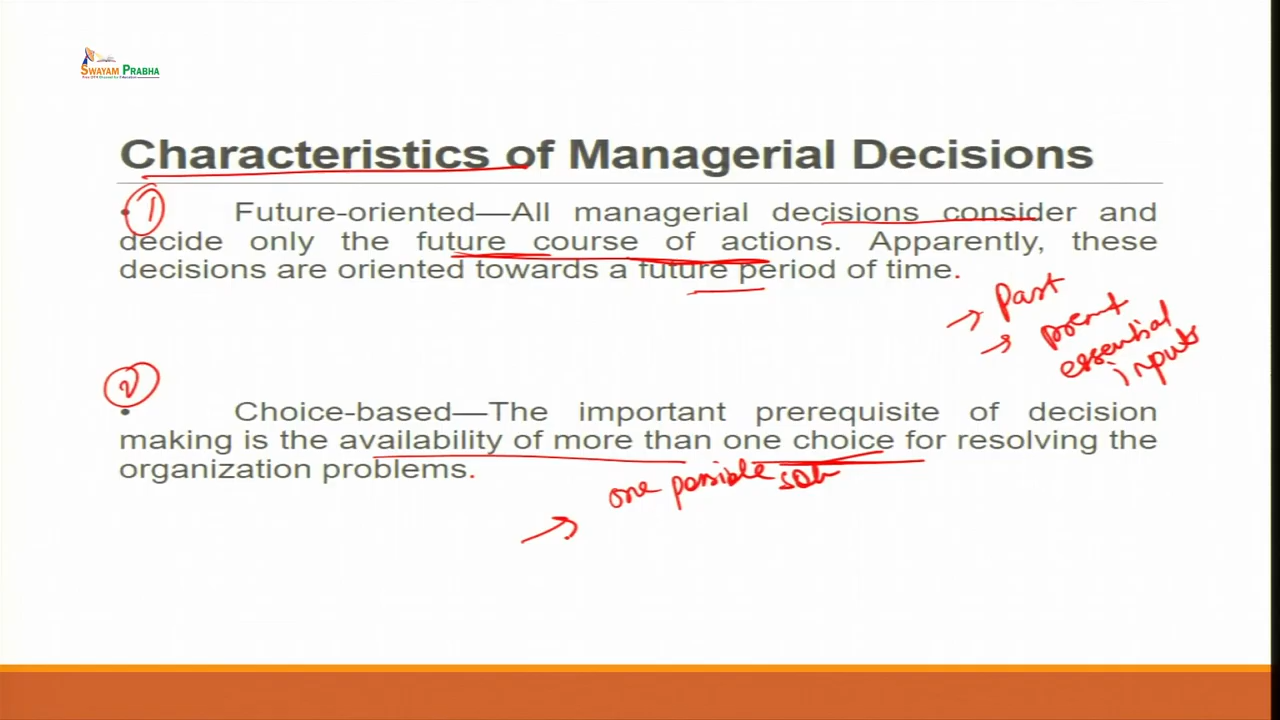 SWAYAM PRABHA
Characteristics of Managerial Decisions
1
• Future-oriented—All managerial decisions consider and
decide only the future course of actions. Apparently, these
decisions are oriented towards a future period of time.
→ Past
→ present
essential
inputs
2
• Choice-based—The important prerequisite of decision
making is the availability of more than one choice for resolving the
organization problems.
one possible soln
→